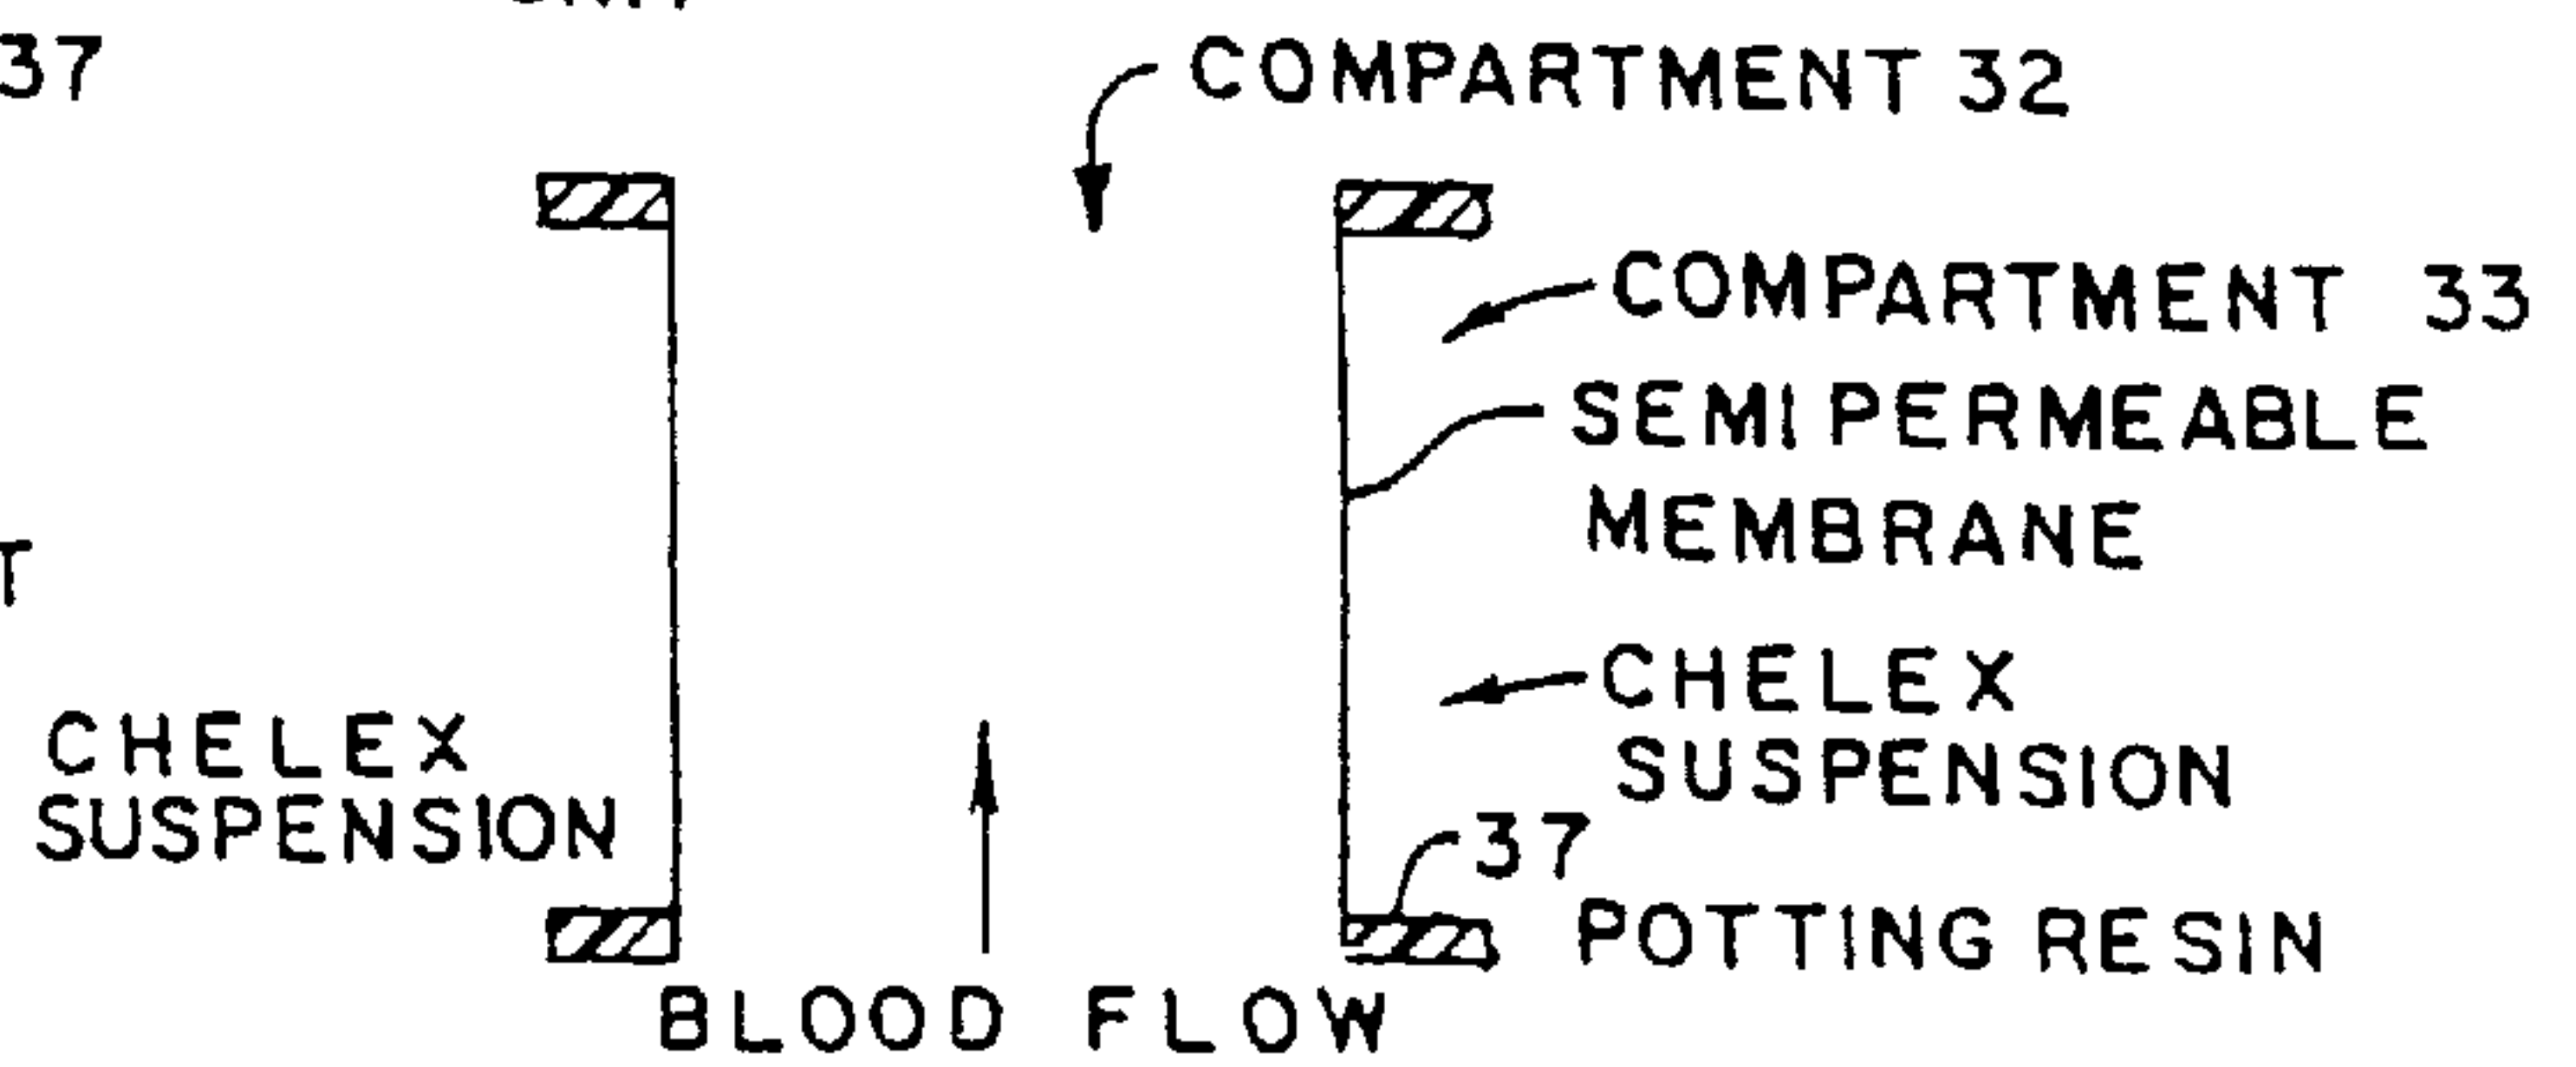 37
COMPARTMENT 32
COMPARTMENT 33
SEMIPERMEABLE
MEMBRANE
T
CHELEX
SUSPENSION
CHELEX
SUSPENSION
37
POTTING RESIN
BLOOD FLOW